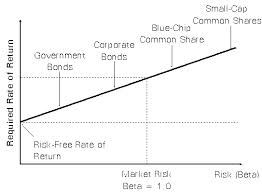 Small-Cap
Common Shares
Blue-Chip
Common Share
Corporate
Bonds
Government
Bonds
Required Rate of Return
Risk-Free Rate of
Return
Market Risk
Beta = 1.0
Risk (Beta)